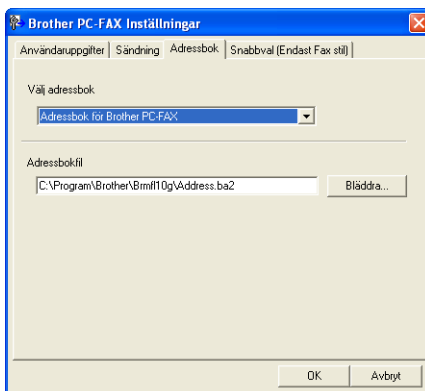 Brother PC-FAX Inställningar
Användaruppgifter Sändning Adressbok Snabbval (Endast Fax stil)
Välj adressbok
Adressbok för Brother PC-FAX
Adressbokfil
C:\Program\Brother\Brmfl10g\Address.ba2 Bläddra...
OK Avbryt